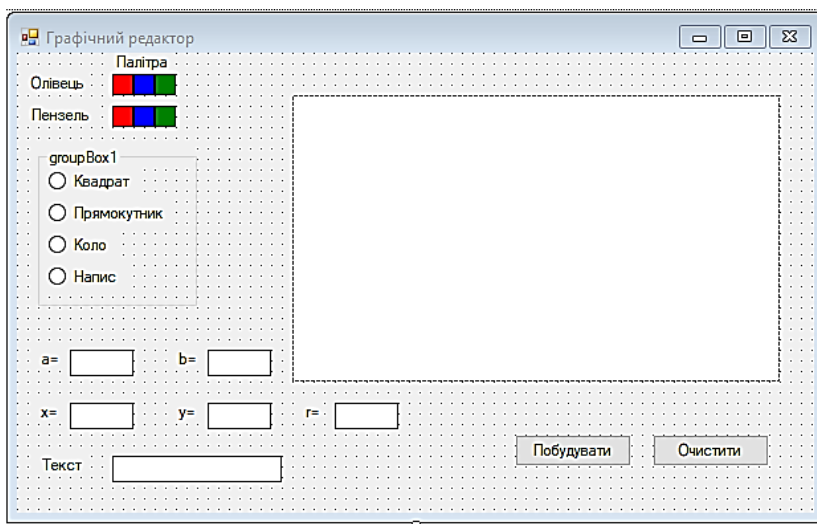 Графічний редактор
Палітра
Олівець
Пензель
groupBox1
Квадрат
Прямокутник
Коло
Напис
a= b=
x= y= r=
Текст
Побудувати Очистити